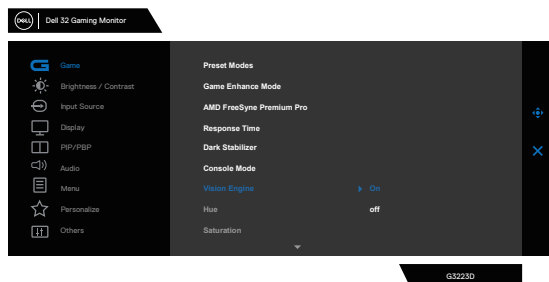 DELL
Dell 32 Gaming Monitor
Game
Brightness / Contrast
Input Source
Display
PIP/PBP
Audio
Menu
Personalize
Others
Preset Modes
Game Enhance Mode
AMD FreeSync Premium Pro
Response Time
Dark Stabilizer
Console Mode
Vision Engine On
Hue off
Saturation
G3223D